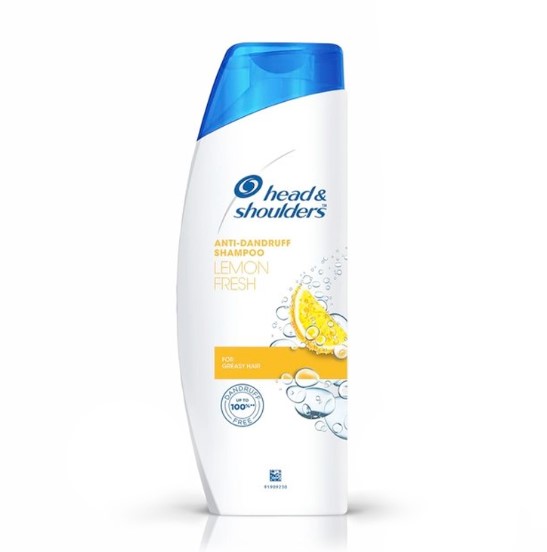 head&
shoulders
ANTI-DANDRUFF
SHAMPOO
LEMON
FRESH
FOR
GREASY HAIR
DANDRUFF
UP TO
100%**
FREE